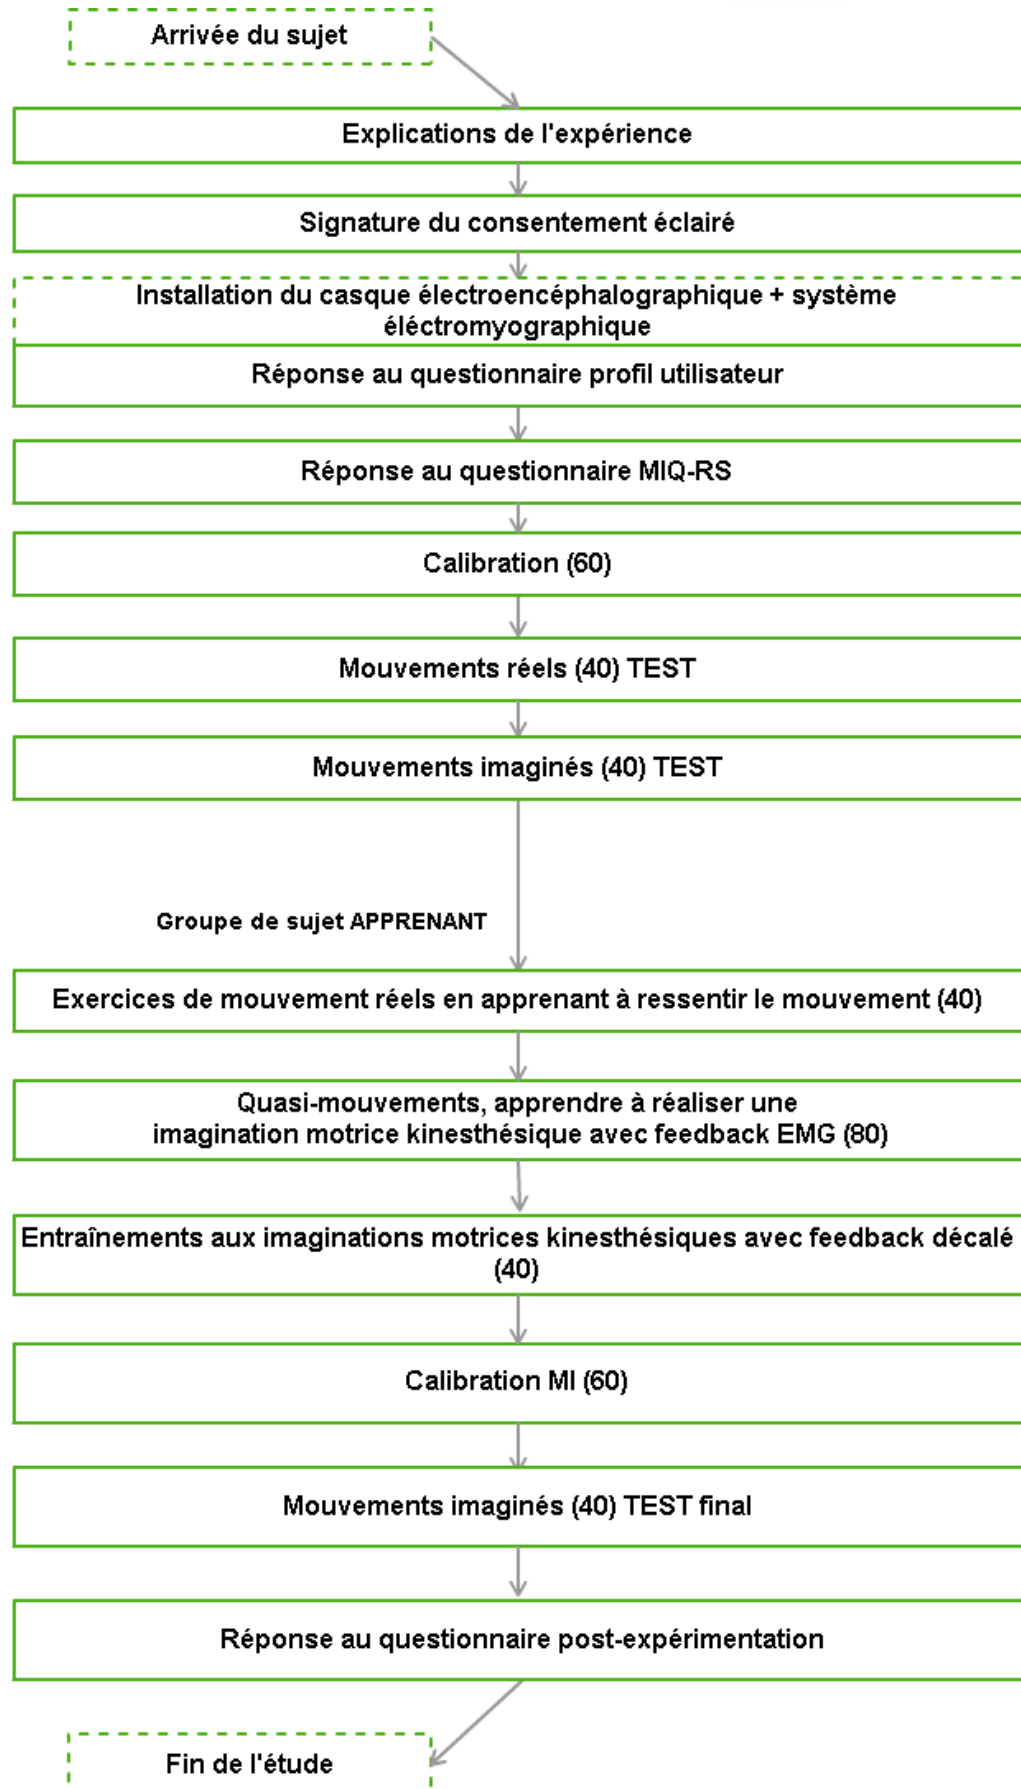 Arrivée du sujet
Explications de l'expérience
Signature du consentement éclairé
Installation du casque électroencéphalographique + système
éléctromyographique
Réponse au questionnaire profil utilisateur
Réponse au questionnaire MIQ-RS
Calibration (60)
Mouvements réels (40) TEST
Mouvements imaginés (40) TEST
Groupe de sujet APPRENANT
Exercices de mouvement réels en apprenant à ressentir le mouvement (40)
Quasi-mouvements, apprendre à réaliser une
imagination motrice kinesthésique avec feedback EMG (80)
Entraînements aux imaginations motrices kinesthésiques avec feedback décalé
(40)
Calibration MI (60)
Mouvements imaginés (40) TEST final
Réponse au questionnaire post-expérimentation
Fin de l'étude